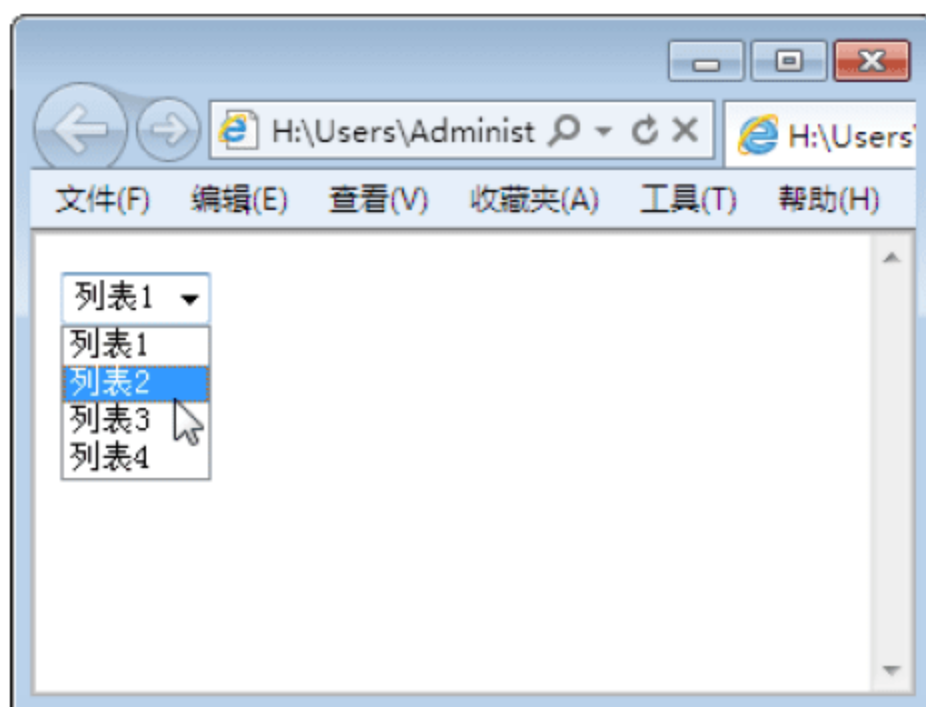 H:\Users\Administ H:\Users
文件(F) 编辑(E) 查看(V) 收藏夹(A) 工具(T) 帮助(H)
列表1
列表1
列表2
列表3
列表4